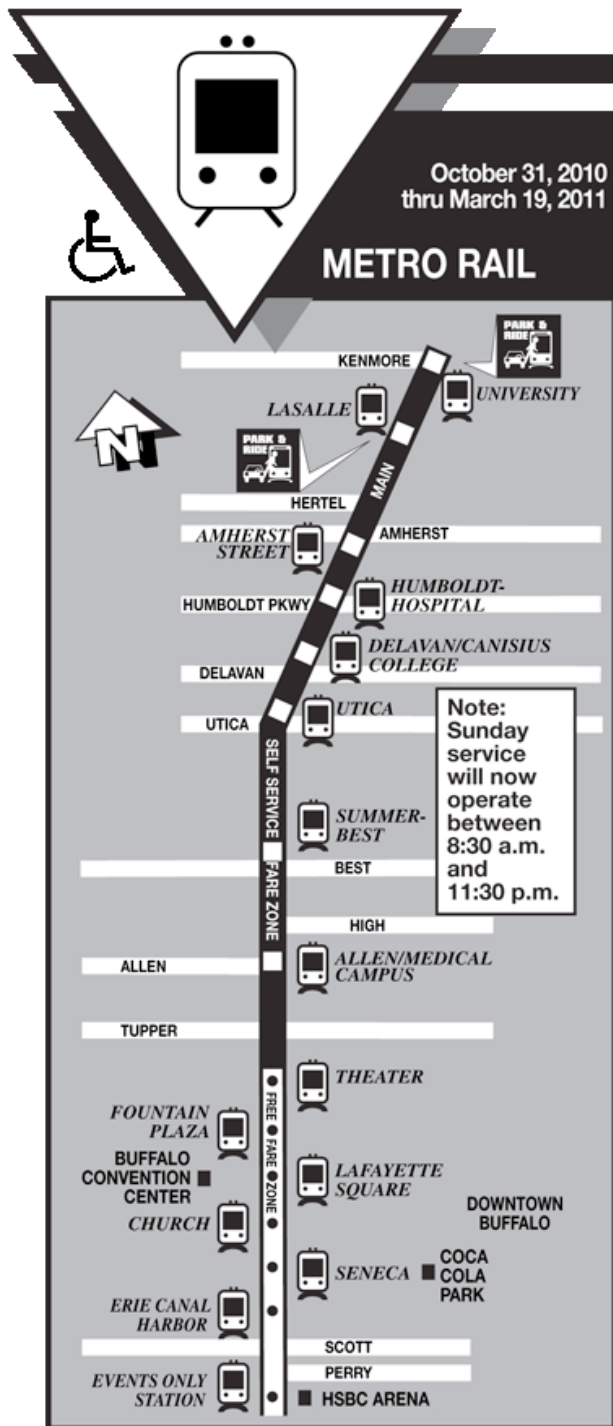 October 31, 2010
thru March 19, 2011
METRO RAIL
PARK &
RIDE
KENMORE
UNIVERSITY
LASALLE
N
PARK &
RIDE
MAIN
HERTEL
AMHERST
STREET
AMHERST
HUMBOLDT PKWY
HUMBOLDT-
HOSPITAL
DELAVAN/CANISIUS
COLLEGE
DELAVAN
UTICA
UTICA
Note:
Sunday
service
will now
operate
between
8:30 a.m.
and
11:30 p.m.
SELF SERVICE
FARE ZONE
SUMMER-
BEST
BEST
HIGH
ALLEN
ALLEN/MEDICAL
CAMPUS
TUPPER
THEATER
FREE FARE ZONE
FOUNTAIN
PLAZA
BUFFALO
CONVENTION
CENTER
LAFAYETTE
SQUARE
DOWNTOWN
BUFFALO
CHURCH
SENECA
COCA
COLA
PARK
ERIE CANAL
HARBOR
SCOTT
PERRY
EVENTS ONLY
STATION
HSBC ARENA